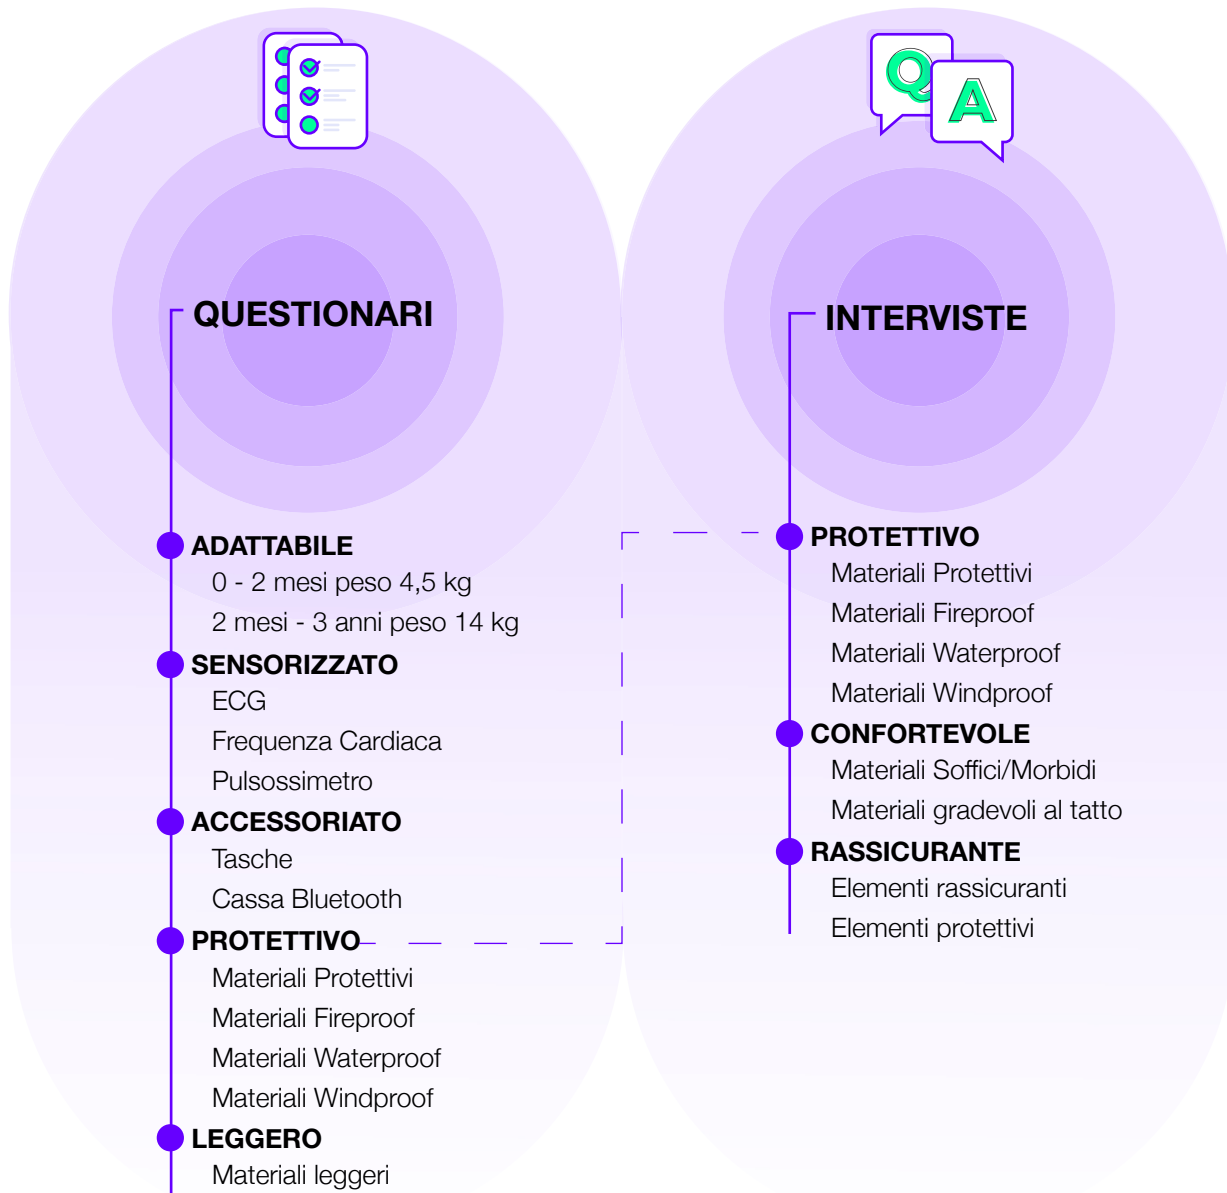 Q
A
QUESTIONARI
ADATTABILE
0 - 2 mesi peso 4,5 kg
2 mesi - 3 anni peso 14 kg
SENSORIZZATO
ECG
Frequenza Cardiaca
Pulsossimetro
ACCESSORIATO
Tasche
Cassa Bluetooth
PROTETTIVO
Materiali Protettivi
Materiali Fireproof
Materiali Waterproof
Materiali Windproof
LEGGERO
Materiali leggeri
INTERVISTE
PROTETTIVO
Materiali Protettivi
Materiali Fireproof
Materiali Waterproof
Materiali Windproof
CONFORTEVOLE
Materiali Soffici/Morbidi
Materiali gradevoli al tatto
RASSICURANTE
Elementi rassicuranti
Elementi protettivi